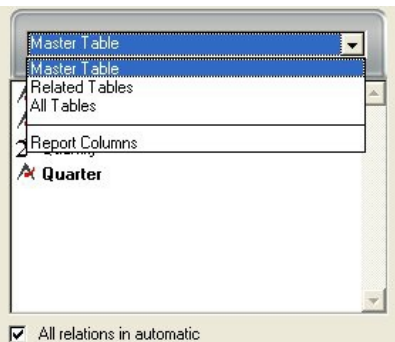 Master Table
Master Table
Related Tables
All Tables
Report Columns
Quarter
All relations in automatic